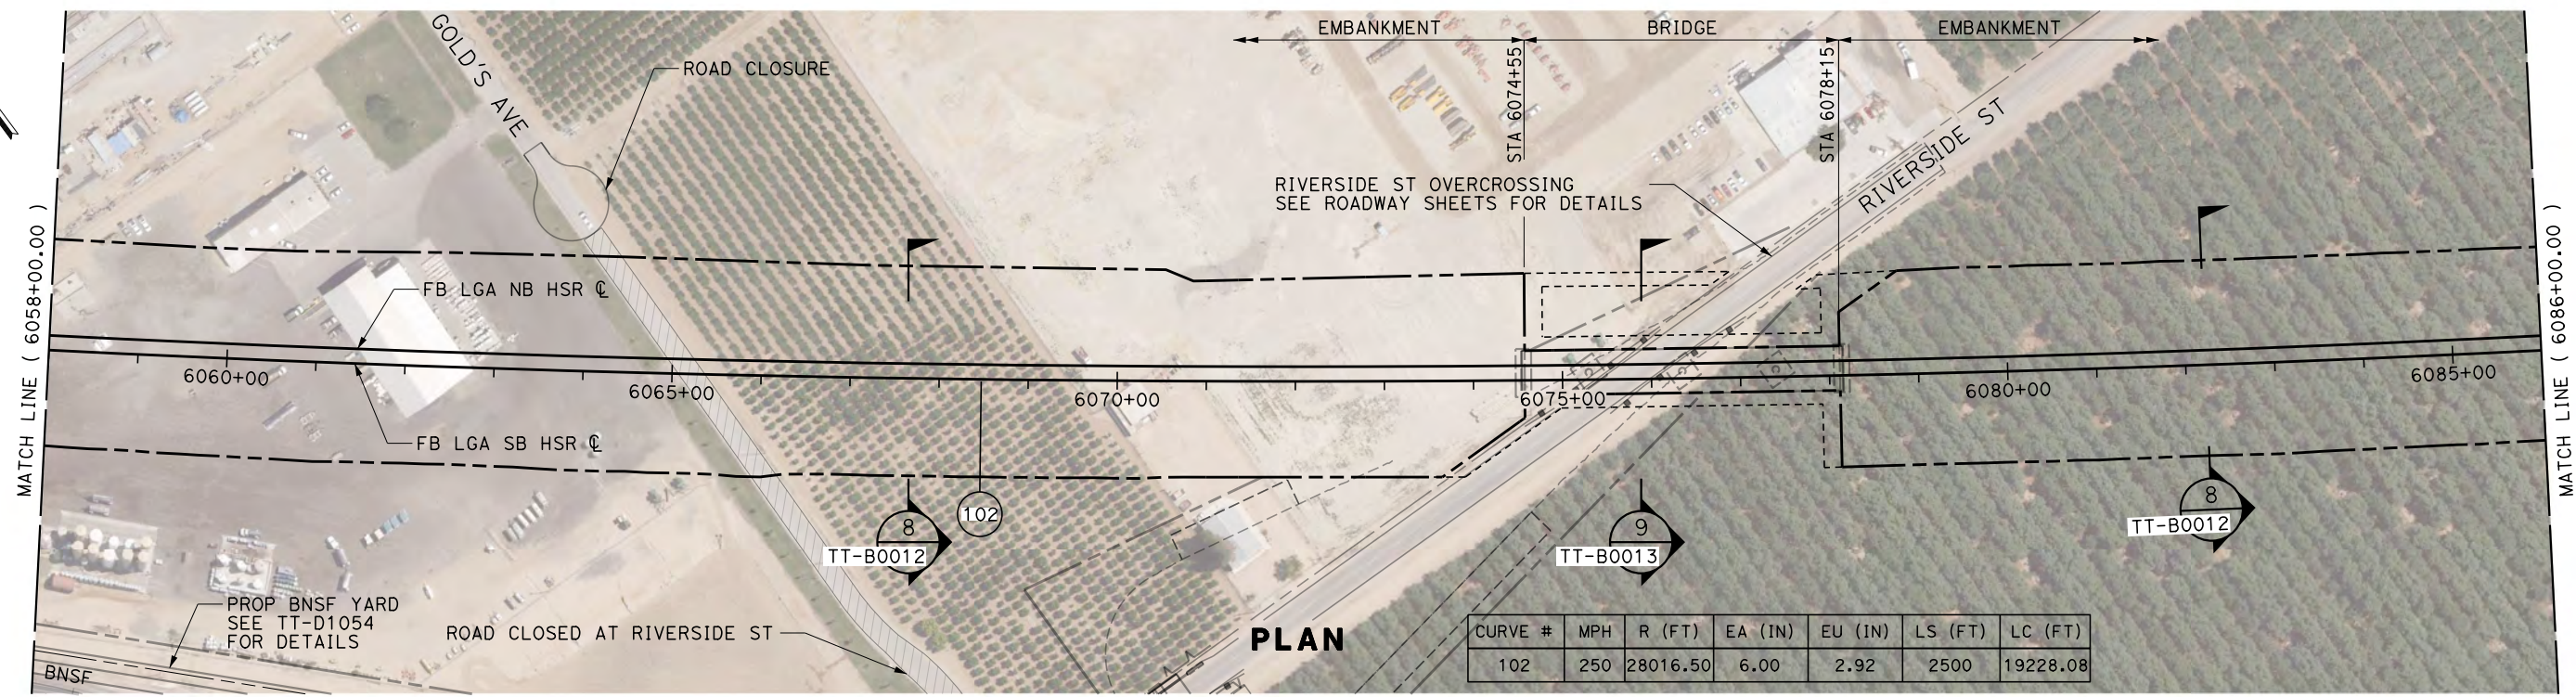 EMBANKMENT
BRIDGE
EMBANKMENT
GOLD'S AVE
ROAD CLOSURE
STA 6074+55
STA 6078+15
RIVERSIDE ST
RIVERSIDE ST OVERCROSSING
SEE ROADWAY SHEETS FOR DETAILS
MATCH LINE ( 6058+00.00 )
MATCH LINE ( 6086+00.00 )
FB LGA NB HSR ℄
6060+00
6065+00
6070+00
6075+00
6080+00
6085+00
FB LGA SB HSR ℄
8
TT-B0012
102
9
TT-B0013
8
TT-B0012
PROP BNSF YARD
SEE TT-D1054
FOR DETAILS
ROAD CLOSED AT RIVERSIDE ST
BNSF
PLAN
CURVE # MPH R (FT) EA (IN) EU (IN) LS (FT) LC (FT)
102 250 28016.50 6.00 2.92 2500 19228.08